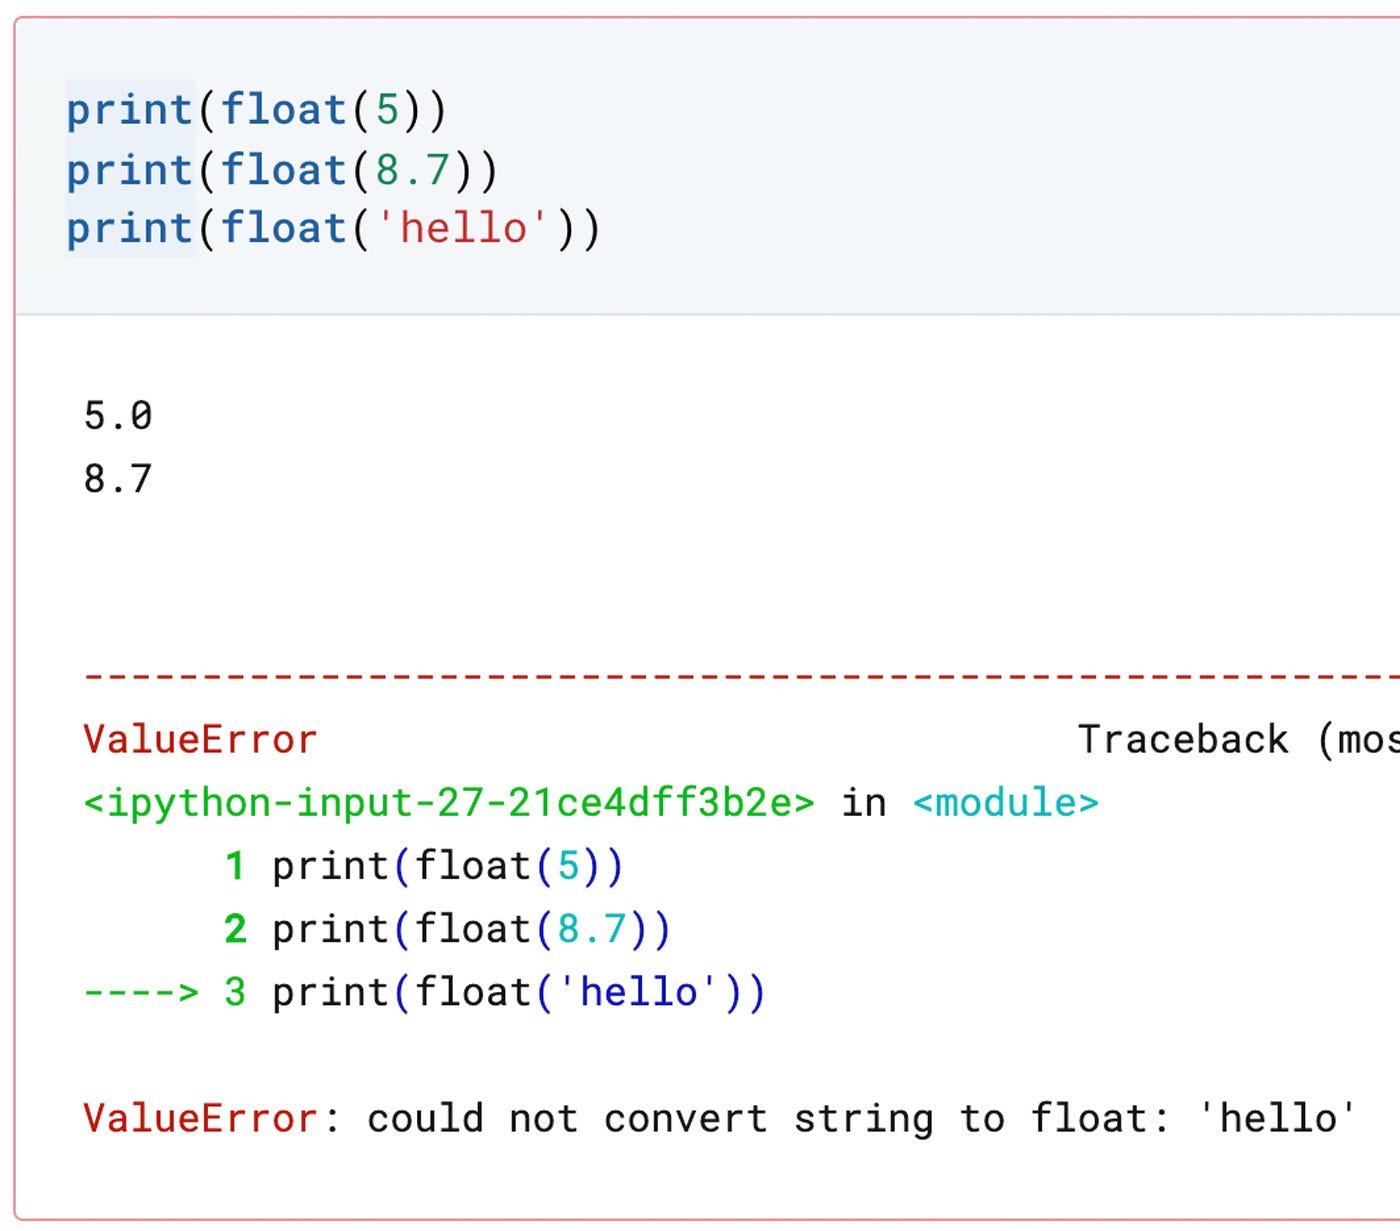 print(float(5))
print(float(8.7))
print(float('hello'))
5.0
8.7
---------------------------------------------------------
ValueError Traceback (mos
<ipython-input-27-21ce4dff3b2e> in <module>
1 print(float(5))
2 print(float(8.7))
----> 3 print(float('hello'))
ValueError: could not convert string to float: 'hello'